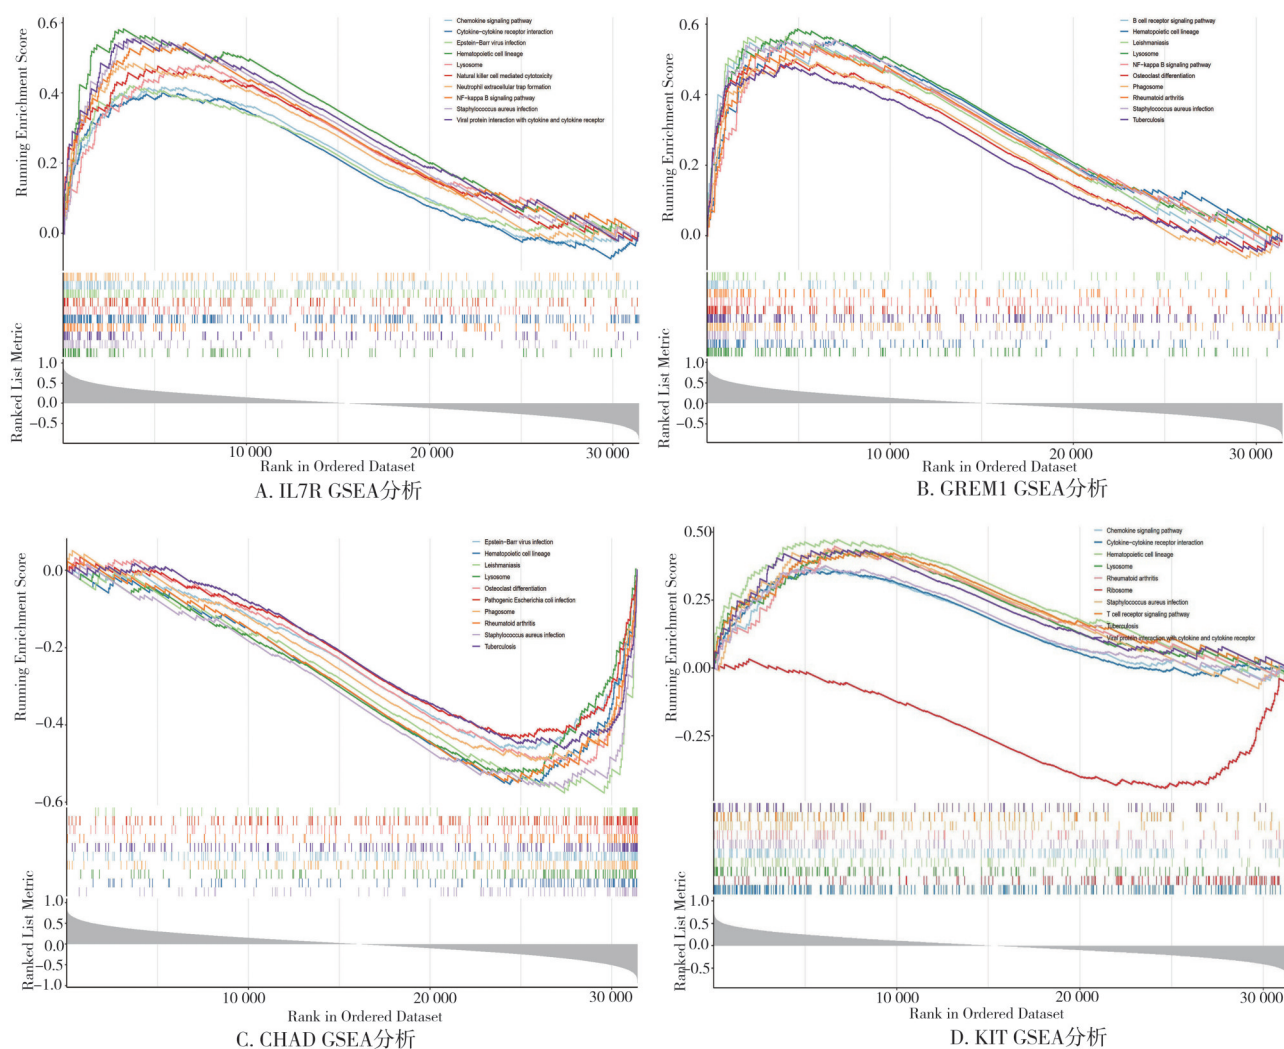 Running Enrichment Score
0.6
0.4
0.2
0.0
Chemokine signaling pathway
Cytokine-cytokine receptor interaction
Epstein-Barr virus infection
Hematopoietic cell lineage
Lysosome
Natural killer cell mediated cytotoxicity
Neutrophil extracellular trap formation
NF-kappa B signaling pathway
Staphylococcus aureus infection
Viral protein interaction with cytokine and cytokine receptor
Ranked List Metric
1.0
0.5
0.0
−0.5
10 000 20 000 30 000
Rank in Ordered Dataset
A. IL7R GSEA分析
Running Enrichment Score
0.6
0.4
0.2
0.0
B cell receptor signaling pathway
Hematopoietic cell lineage
Leishmaniasis
Lysosome
NF-kappa B signaling pathway
Osteoclast differentiation
Phagosome
Rheumatoid arthritis
Staphylococcus aureus infection
Tuberculosis
Ranked List Metric
1.0
0.5
0.0
−0.5
10 000 20 000 30 000
Rank in Ordered Dataset
B. GREM1 GSEA分析
Running Enrichment Score
0.0
−0.2
−0.4
−0.6
Epstein-Barr virus infection
Hematopoietic cell lineage
Leishmaniasis
Lysosome
Osteoclast differentiation
Pathogenic Escherichia coli infection
Phagosome
Rheumatoid arthritis
Staphylococcus aureus infection
Tuberculosis
Ranked List Metric
1.0
0.5
0.0
−0.5
−1.0
10 000 20 000 30 000
Rank in Ordered Dataset
C. CHAD GSEA分析
Running Enrichment Score
0.50
0.25
0.00
−0.25
Chemokine signaling pathway
Cytokine-cytokine receptor interaction
Hematopoietic cell lineage
Lysosome
Rheumatoid arthritis
Ribosome
Staphylococcus aureus infection
T cell receptor signaling pathway
Tuberculosis
Viral protein interaction with cytokine and cytokine receptor
Ranked List Metric
1.0
0.5
0.0
−0.5
10 000 20 000 30 000
Rank in Ordered Dataset
D. KIT GSEA分析